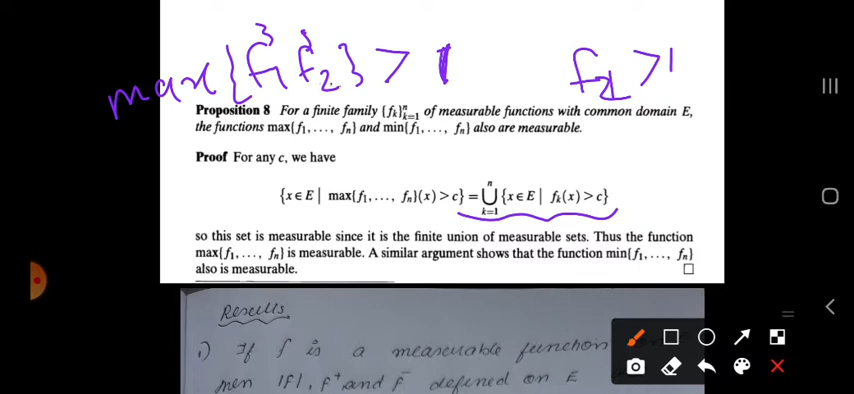 max{f₁ f₂} > 1
3 3
f₂ > 1
Proposition 8 For a finite family {fₖ}ⁿₖ₌₁ of measurable functions with common domain E,
the functions max{f₁,..., fₙ} and min{f₁,..., fₙ} also are measurable.
Proof For any c, we have
{x ∈ E | max{f₁,..., fₙ}(x) > c} = ⋃ⁿₖ₌₁ {x ∈ E | fₖ(x) > c}
so this set is measurable since it is the finite union of measurable sets. Thus the function
max{f₁,..., fₙ} is measurable. A similar argument shows that the function min{f₁,..., fₙ}
also is measurable. □
Results
i) If f is a measurable function
then |f|, f⁺ and f⁻ defined on E